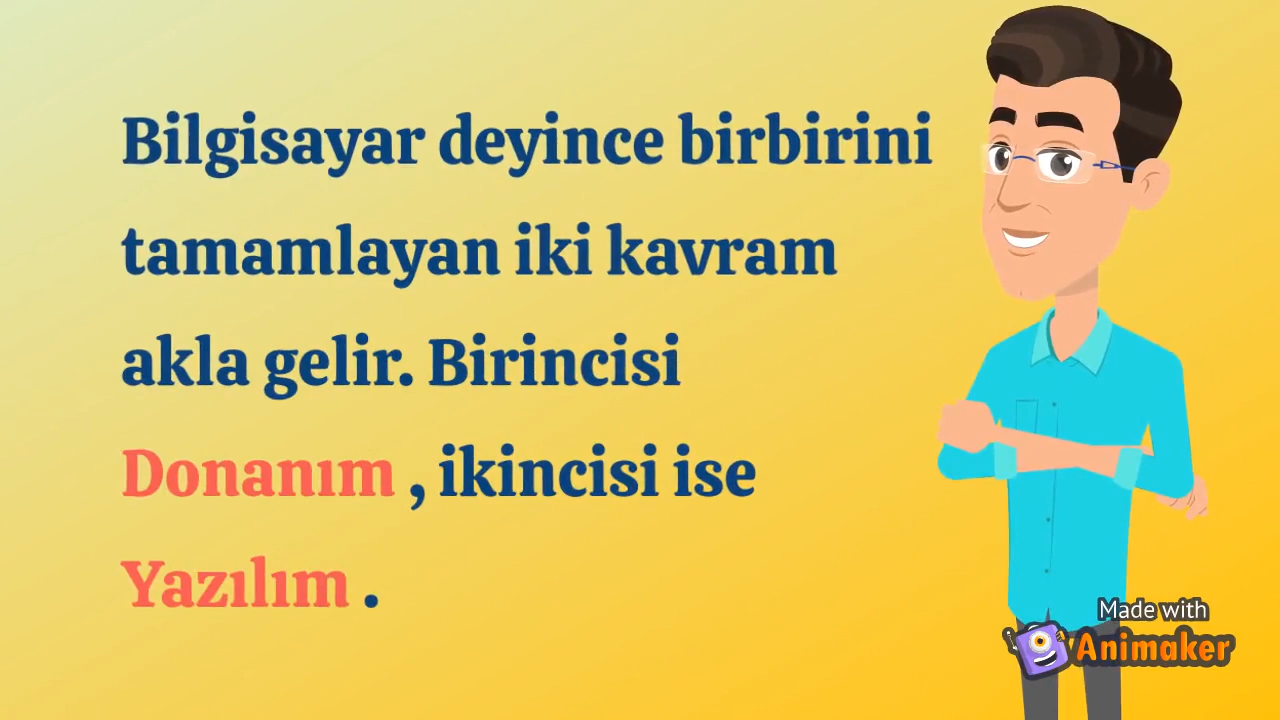 Bilgisayar deyince birbirini
tamamlayan iki kavram
akla gelir. Birincisi
Donanım , ikincisi ise
Yazılım .
Made with
Animaker